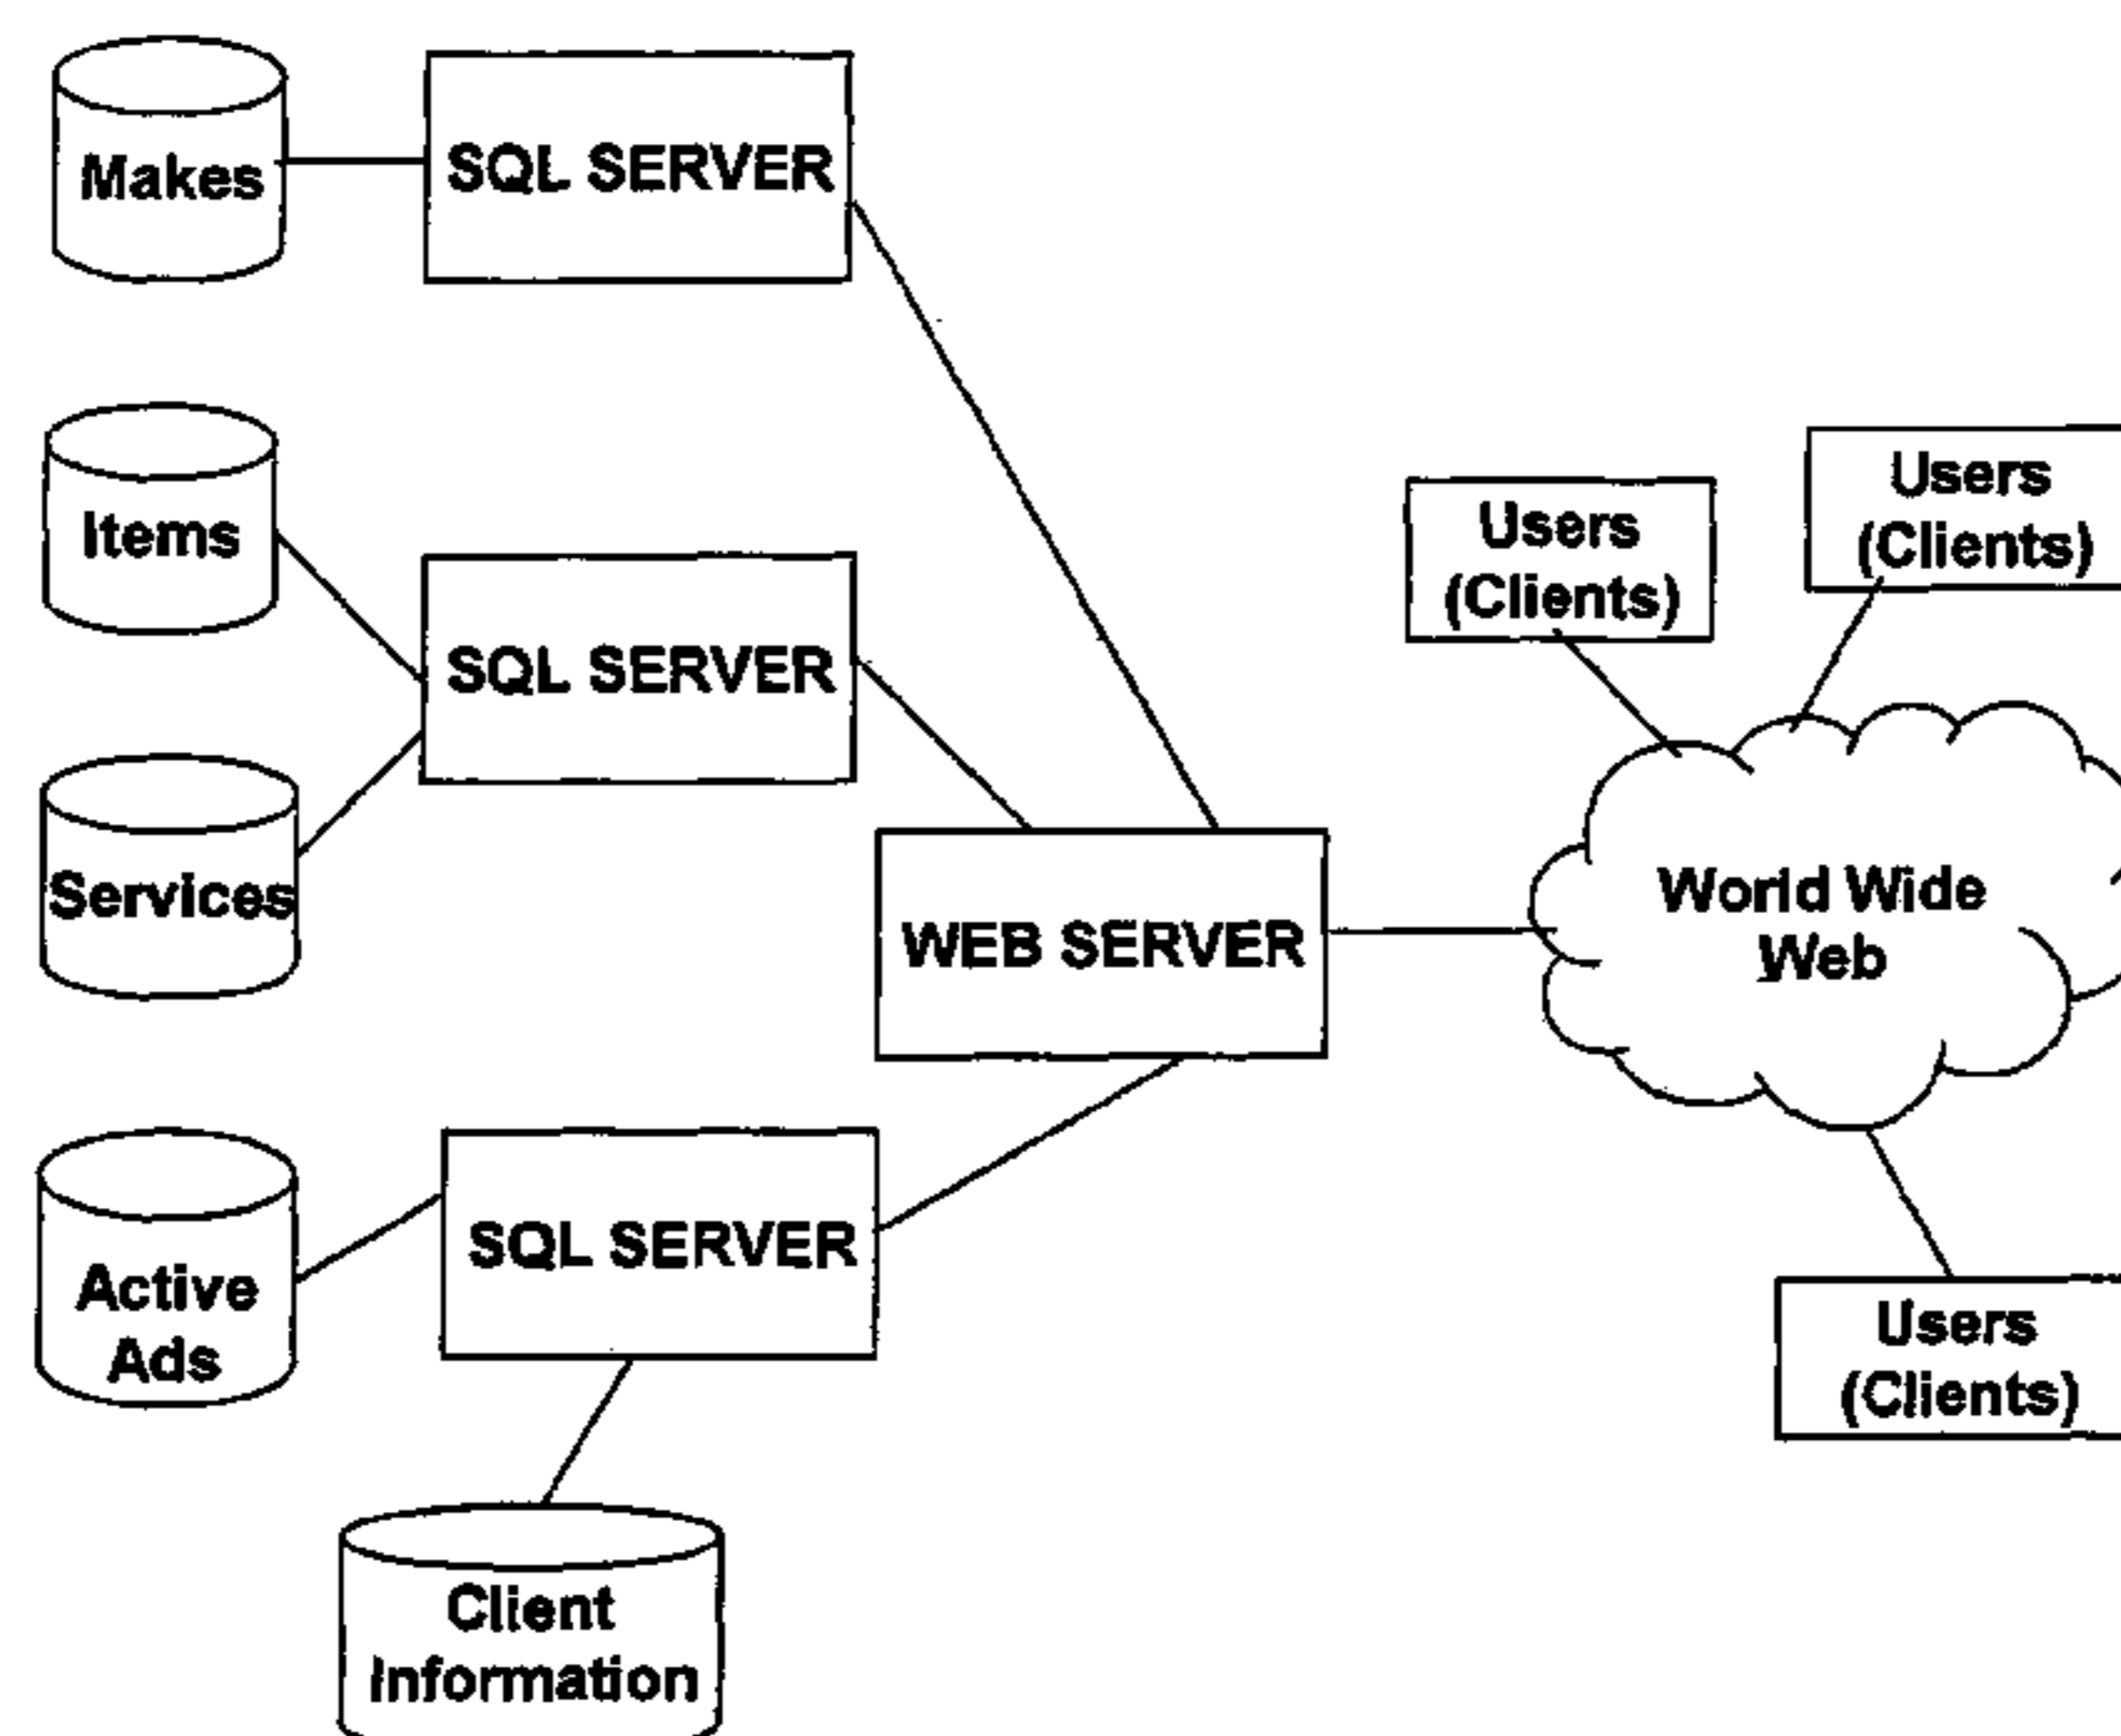 Makes
SQL SERVER
Items
SQL SERVER
Services
Users
(Clients)
Users
(Clients)
WEB SERVER
World Wide
Web
Active
Ads
SQL SERVER
Users
(Clients)
Client
Information